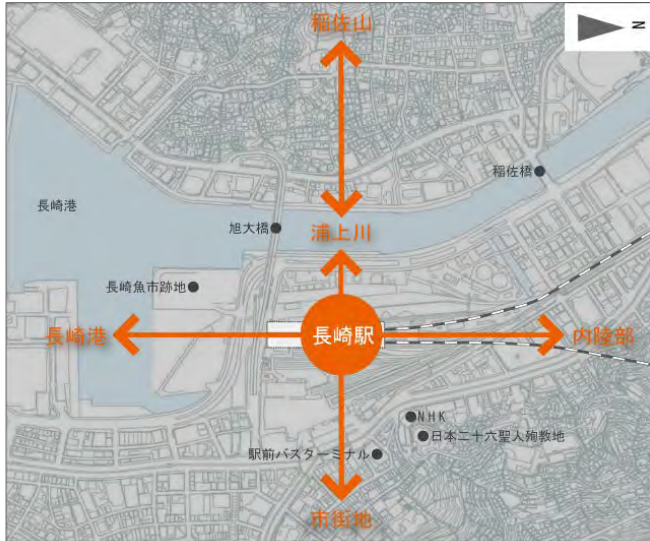 稲佐山
N
稲佐橋
長崎港
旭大橋
浦上川
長崎魚市跡地
長崎港
長崎駅
内陸部
NHK
日本二十六聖人殉教地
駅前バスターミナル
市街地